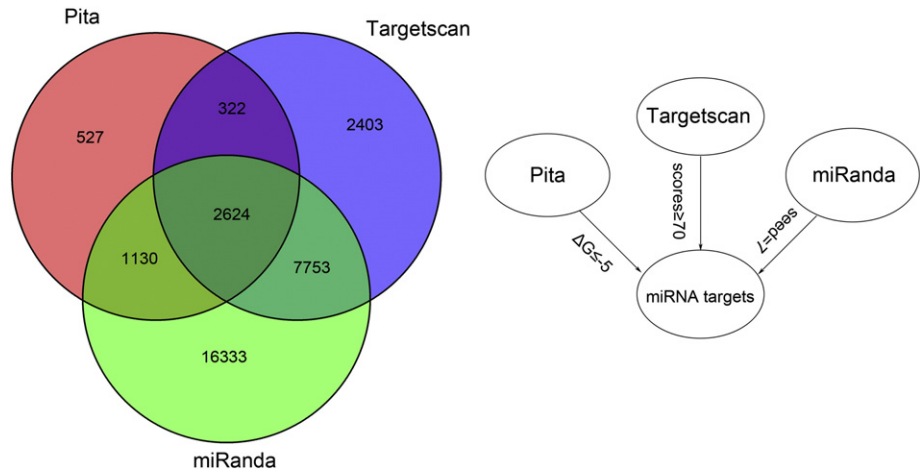 Pita
Targetscan
322
527
2403
2624
1130
7753
16333
miRanda
Targetscan
Pita
miRanda
scores≥70
ΔG≤-5
seed=7
miRNA targets